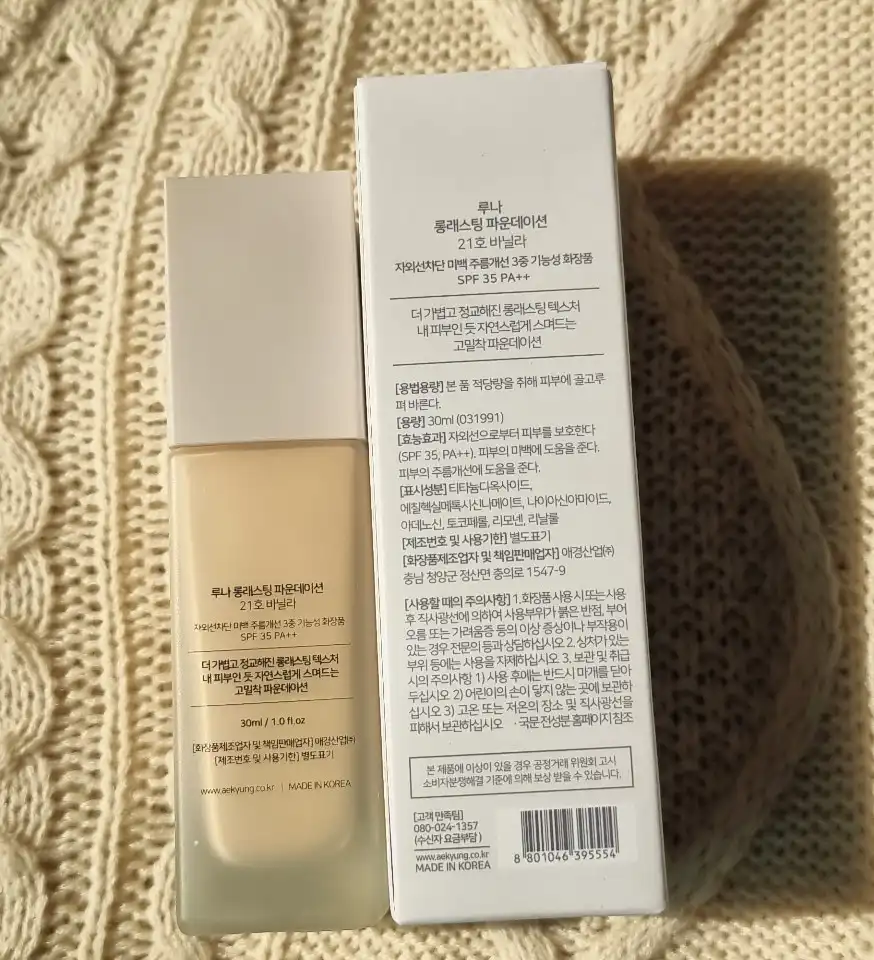 루나 롱래스팅 파운데이션
21호 바닐라
자외선차단 미백 주름개선 3중 기능성 화장품
SPF 35 PA++
더 가볍고 정교해진 롱래스팅 텍스처
내 피부인 듯 자연스럽게 스며드는
고밀착 파운데이션
30ml / 1.0 fl.oz
[화장품제조업자 및 책임판매업자] 애경산업㈜
[제조번호 및 사용기한] 별도표기
www.aekyung.co.kr | MADE IN KOREA
루나
롱래스팅 파운데이션
21호 바닐라
자외선차단 미백 주름개선 3중 기능성 화장품
SPF 35 PA++
더 가볍고 정교해진 롱래스팅 텍스처
내 피부인 듯 자연스럽게 스며드는
고밀착 파운데이션
[용법용량] 본 품 적당량을 취해 피부에 골고루
펴 바른다.
[용량] 30ml (031991)
[효능효과] 자외선으로부터 피부를 보호한다
(SPF 35, PA++). 피부의 미백에 도움을 준다.
피부의 주름개선에 도움을 준다.
[표시성분] 티타늄디옥사이드,
에칠헥실메톡시신나메이트, 나이아신아마이드,
아데노신, 토코페롤, 리모넨, 리날룰
[제조번호 및 사용기한] 별도표기
[화장품제조업자 및 책임판매업자] 애경산업㈜
충남 청양군 정산면 충의로 1547-9
[사용할 때의 주의사항] 1. 화장품 사용 시 또는 사용
후 직사광선에 의하여 사용부위가 붉은 반점, 부어
오름 또는 가려움증 등의 이상 증상이나 부작용이
있는 경우 전문의 등과 상담하십시오 2. 상처가 있는
부위 등에는 사용을 자제하십시오 3. 보관 및 취급
시의 주의사항 1) 사용 후에는 반드시 마개를 닫아
두십시오 2) 어린이의 손이 닿지 않는 곳에 보관하
십시오 3) 고온 또는 저온의 장소 및 직사광선을
피해서 보관하십시오 ·국문 전성분 홈페이지 참조
본 제품에 이상이 있을 경우 공정거래 위원회 고시
소비자분쟁해결 기준에 의해 보상 받을 수 있습니다.
[고객 만족팀]
080-024-1357
(수신자 요금부담)
www.aekyung.co.kr
MADE IN KOREA
8 801046 395554